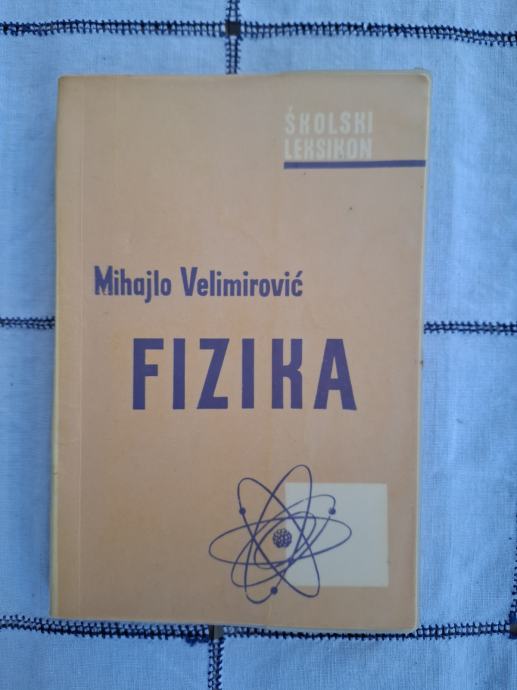 ŠKOLSKI
LEKSIKON
Mihajlo Velimirović
FIZIKA